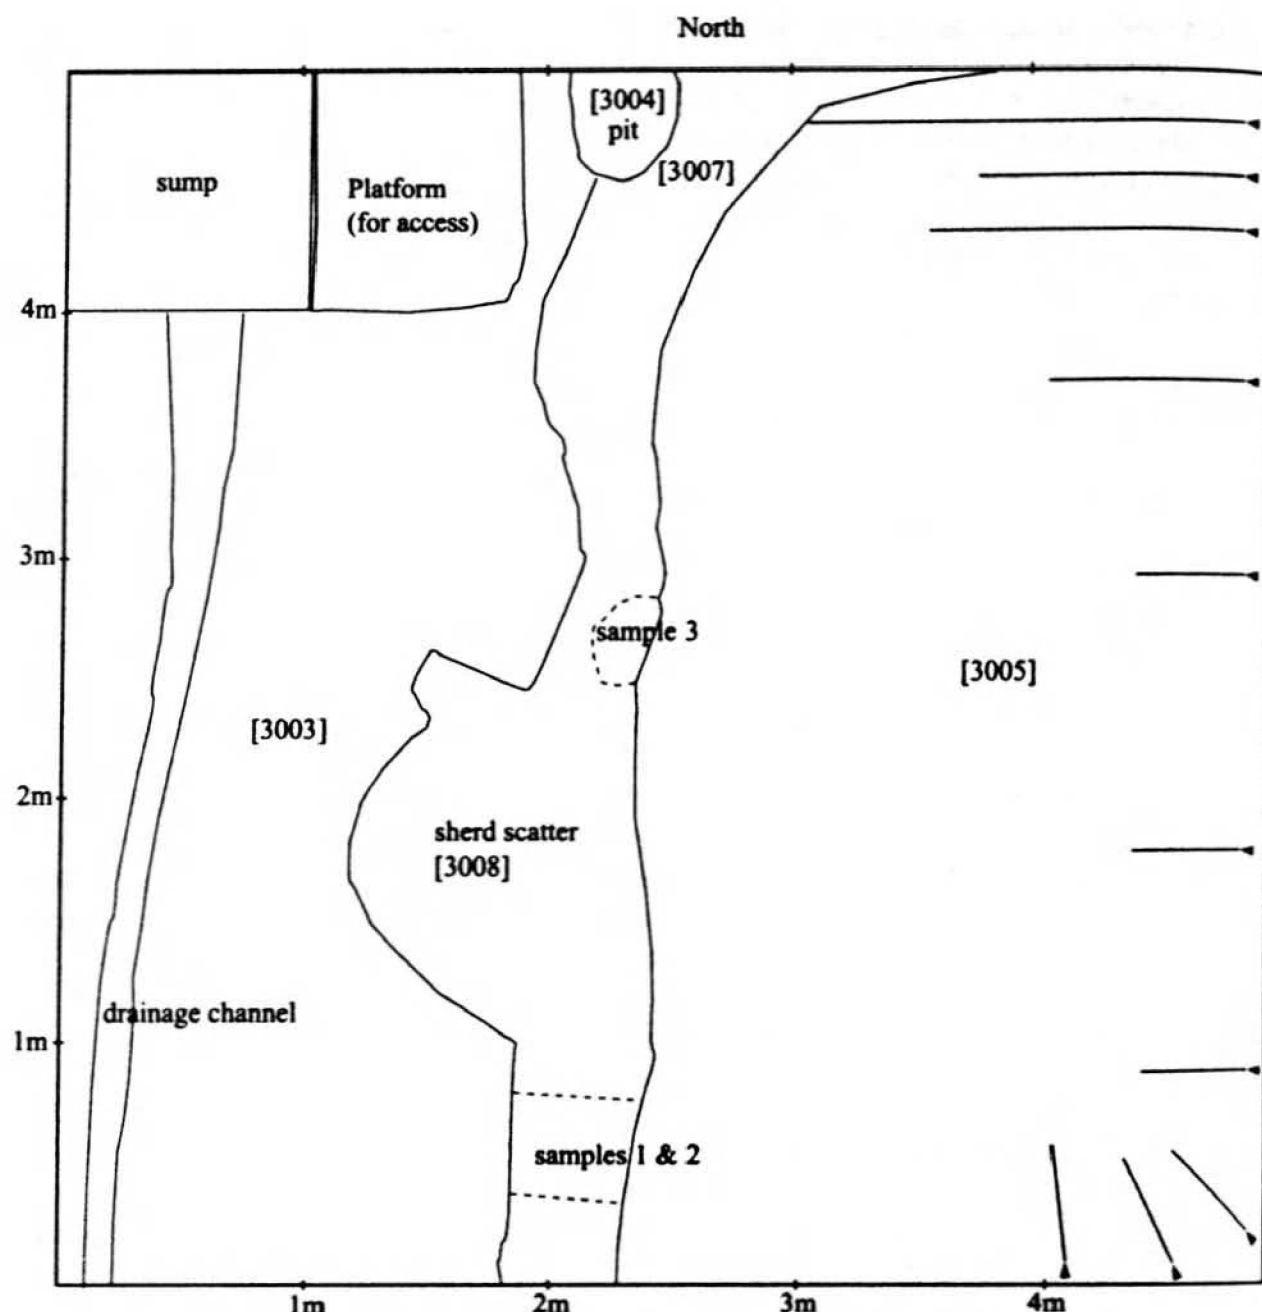 North
[3004]
pit
[3007]
sump
Platform
(for access)
4m
3m
sample 3
[3005]
[3003]
2m
sherd scatter
[3008]
drainage channel
1m
samples 1 & 2
1m
2m
3m
4m